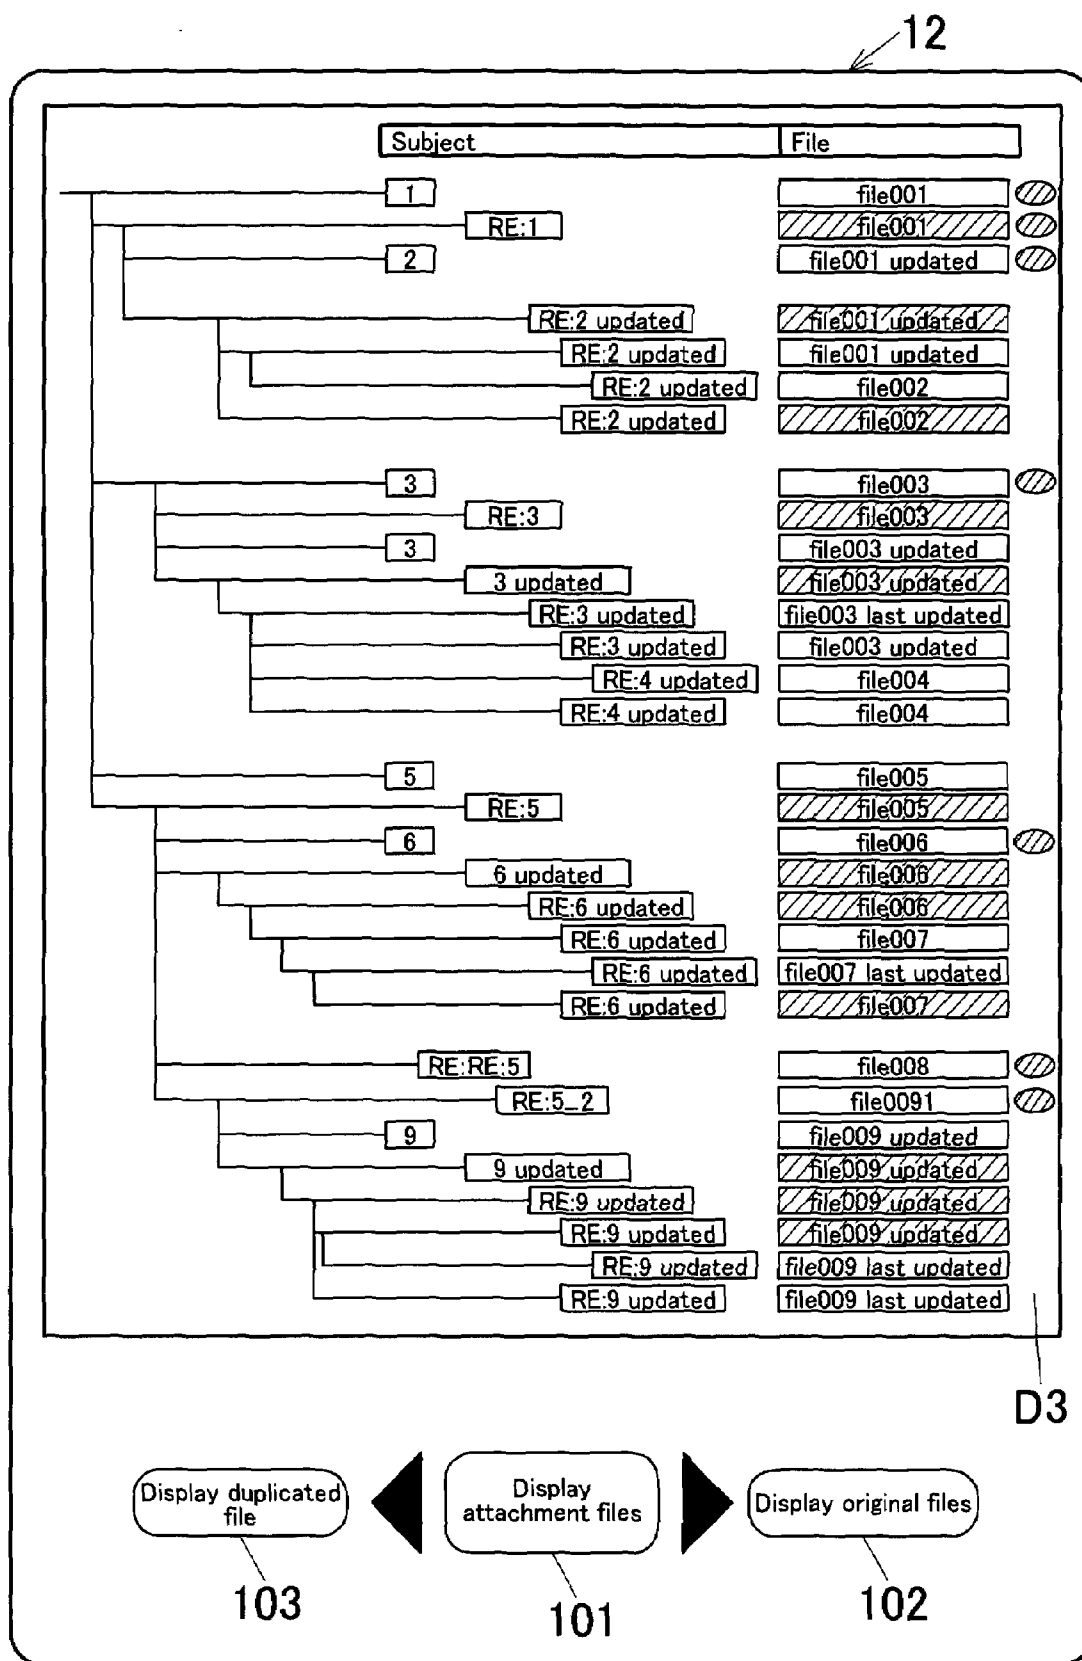 12
Subject File
1 file001
RE:1 file001
2 file001 updated
RE:2 updated file001 updated
RE:2 updated file001 updated
RE:2 updated file002
RE:2 updated file002
3 file003
RE:3 file003
3 file003 updated
3 updated file003 updated
RE:3 updated file003 last updated
RE:3 updated file003 updated
RE:4 updated file004
RE:4 updated file004
5 file005
RE:5 file005
6 file006
6 updated file006
RE:6 updated file006
RE:6 updated file007
RE:6 updated file007 last updated
RE:6 updated file007
RE:RE:5 file008
RE:5_2 file0091
9 file009 updated
9 updated file009 updated
RE:9 updated file009 updated
RE:9 updated file009 updated
RE:9 updated file009 last updated
RE:9 updated file009 last updated
D3
Display duplicated
file
Display
attachment files
Display original files
103
101
102